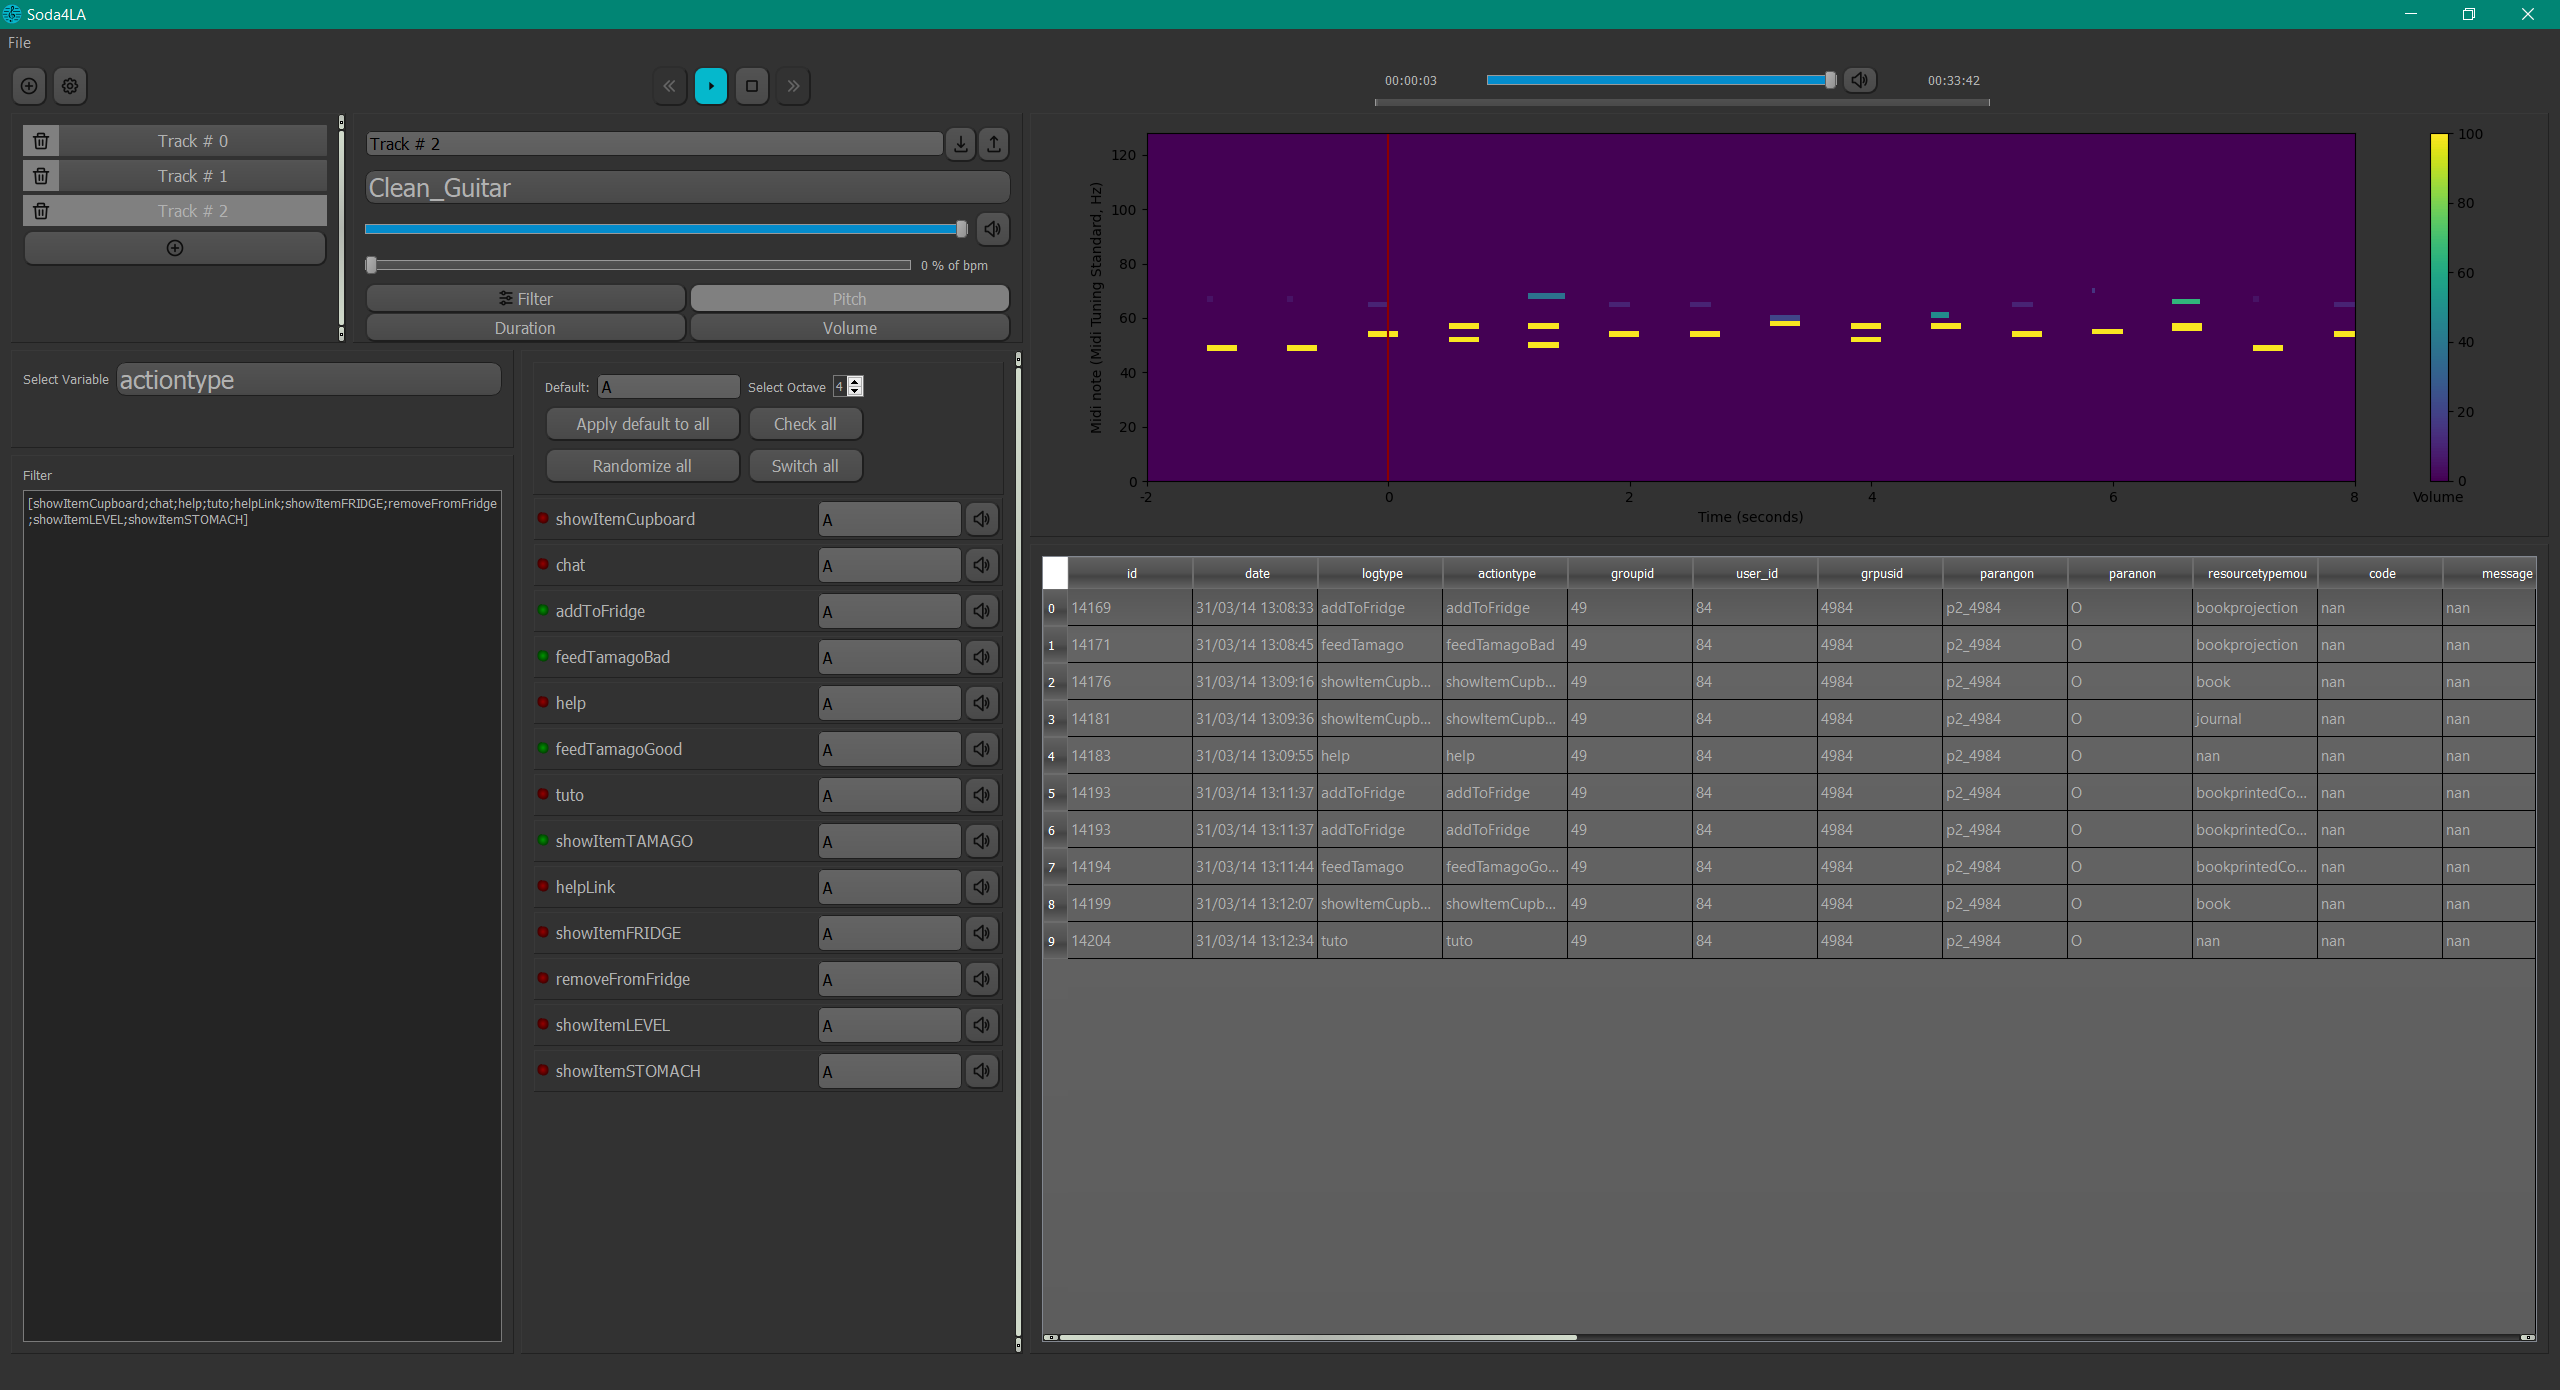 Soda4LA
File
00:00:03
00:33:42
Track # 0
Track # 1
Track # 2
Track # 2
Clean_Guitar
0 % of bpm
Filter
Pitch
Duration
Volume
Select Variable
actiontype
Filter
[showItemCupboard;chat;help;tuto;helpLink;showItemFRIDGE;removeFromFridge
;showItemLEVEL;showItemSTOMACH]
Default:
A
Select Octave
4
Apply default to all
Check all
Randomize all
Switch all
showItemCupboard A
chat A
addToFridge A
feedTamagoBad A
help A
feedTamagoGood A
tuto A
showItemTAMAGO A
helpLink A
showItemFRIDGE A
removeFromFridge A
showItemLEVEL A
showItemSTOMACH A
Midi note (Midi Tuning Standard, Hz)
120
100
80
60
40
20
0
-2 0 2 4 6 8
Time (seconds)
100
80
60
40
20
0
Volume
id date logtype actiontype groupid user_id grpusid parangon paranon resourcetypemou code message
0 14169 31/03/14 13:08:33 addToFridge addToFridge 49 84 4984 p2_4984 O bookprojection nan nan
1 14171 31/03/14 13:08:45 feedTamago feedTamagoBad 49 84 4984 p2_4984 O bookprojection nan nan
2 14176 31/03/14 13:09:16 showItemCupb... showItemCupb... 49 84 4984 p2_4984 O book nan nan
3 14181 31/03/14 13:09:36 showItemCupb... showItemCupb... 49 84 4984 p2_4984 O journal nan nan
4 14183 31/03/14 13:09:55 help help 49 84 4984 p2_4984 O nan nan nan
5 14193 31/03/14 13:11:37 addToFridge addToFridge 49 84 4984 p2_4984 O bookprintedCo... nan nan
6 14193 31/03/14 13:11:37 addToFridge addToFridge 49 84 4984 p2_4984 O bookprintedCo... nan nan
7 14194 31/03/14 13:11:44 feedTamago feedTamagoGo... 49 84 4984 p2_4984 O bookprintedCo... nan nan
8 14199 31/03/14 13:12:07 showItemCupb... showItemCupb... 49 84 4984 p2_4984 O book nan nan
9 14204 31/03/14 13:12:34 tuto tuto 49 84 4984 p2_4984 O nan nan nan